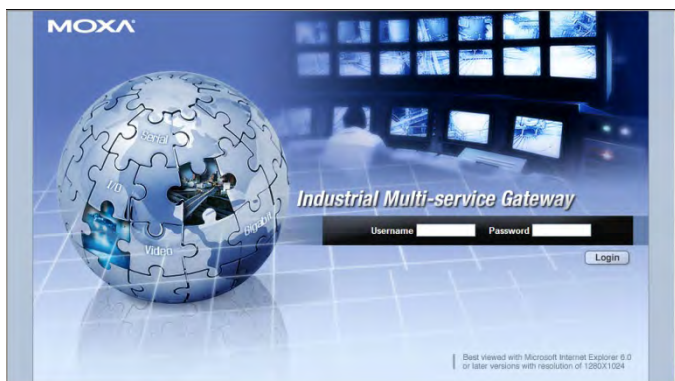 MOXA
Serial
I/O
Video
Gigabit
Industrial Multi-service Gateway
Username Password
Login
Best viewed with Microsoft Internet Explorer 6.0
or later versions with resolution of 1280X1024